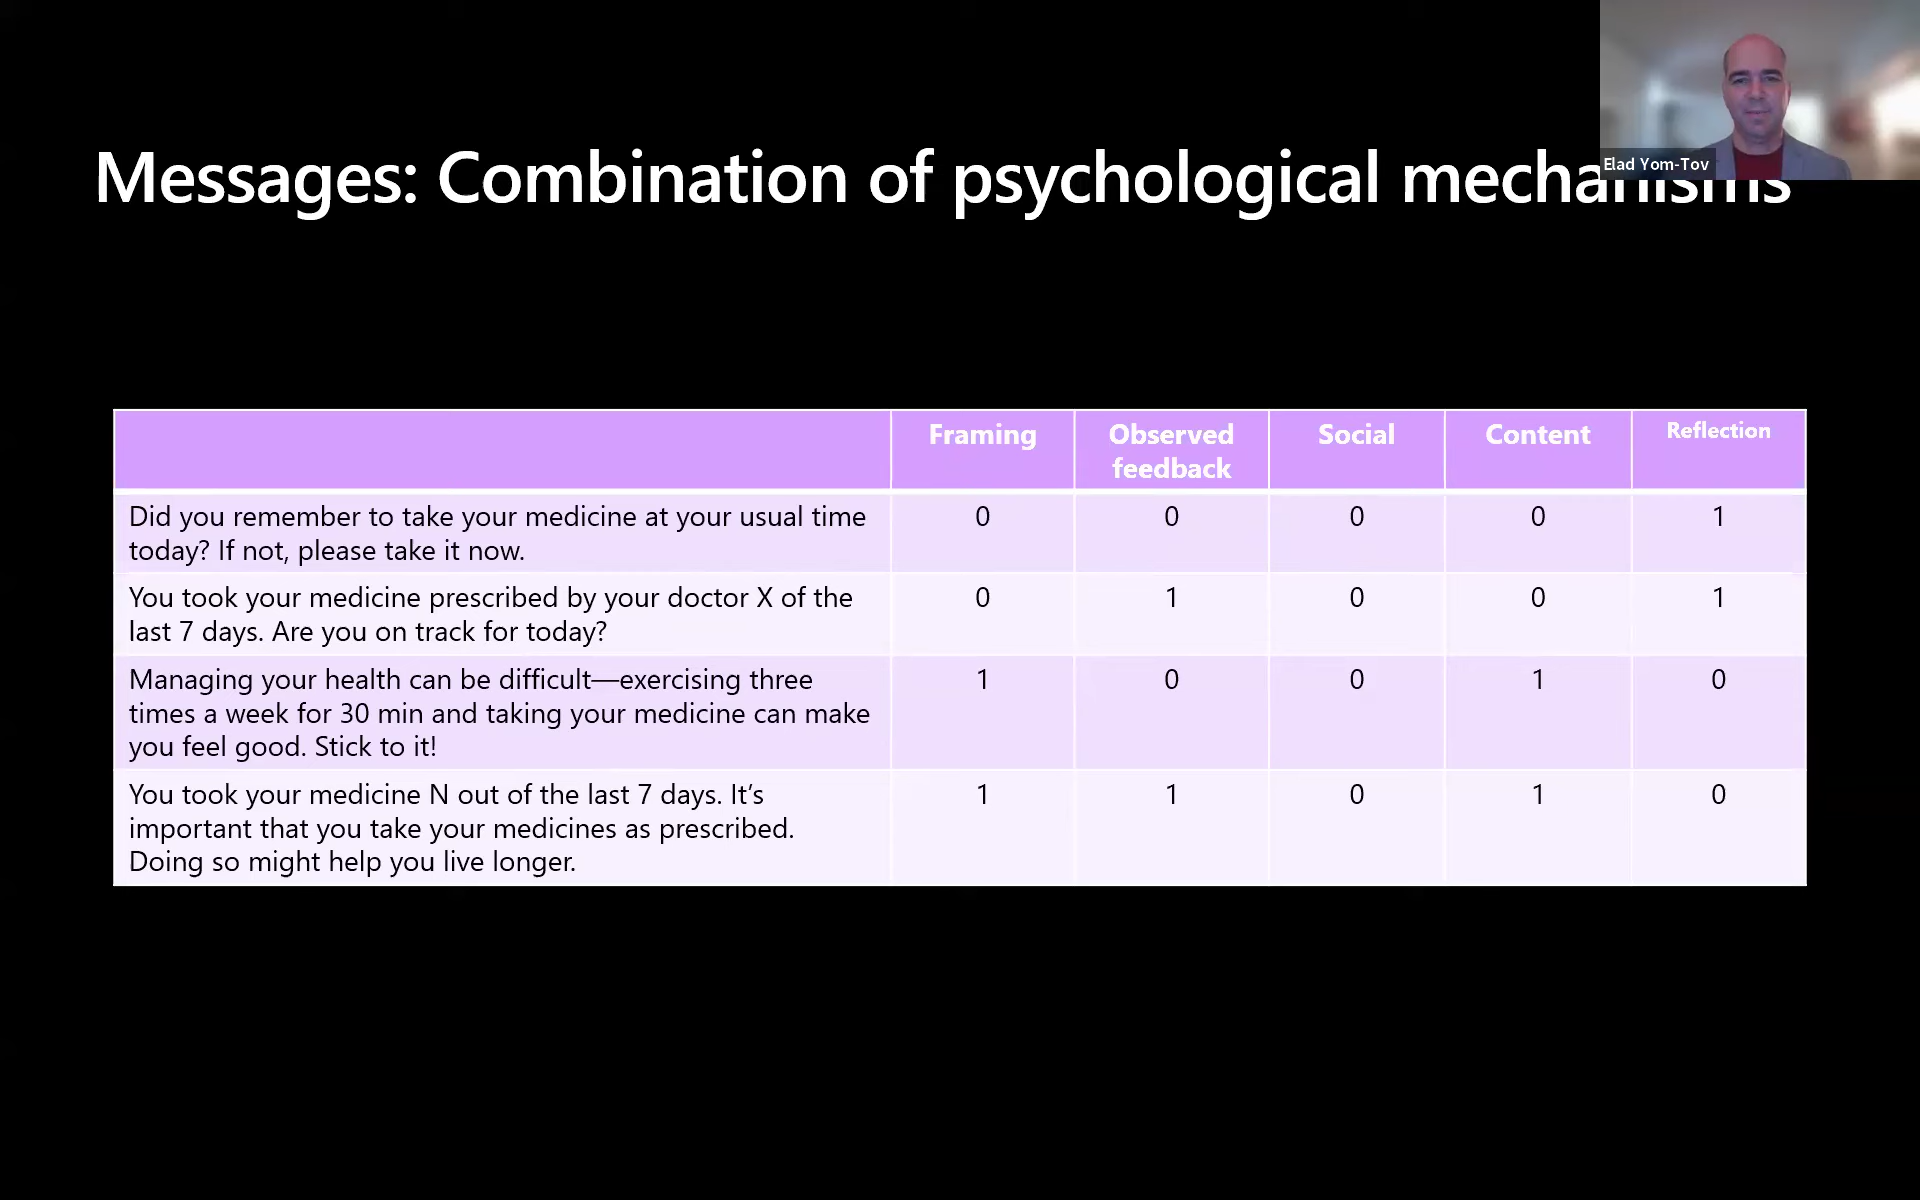 Elad Yom-Tov
Messages: Combination of psychological mechanisms
Framing Observed Social Content Reflection
feedback
Did you remember to take your medicine at your usual time 0 0 0 0 1
today? If not, please take it now.
You took your medicine prescribed by your doctor X of the 0 1 0 0 1
last 7 days. Are you on track for today?
Managing your health can be difficult—exercising three 1 0 0 1 0
times a week for 30 min and taking your medicine can make
you feel good. Stick to it!
You took your medicine N out of the last 7 days. It’s 1 1 0 1 0
important that you take your medicines as prescribed.
Doing so might help you live longer.